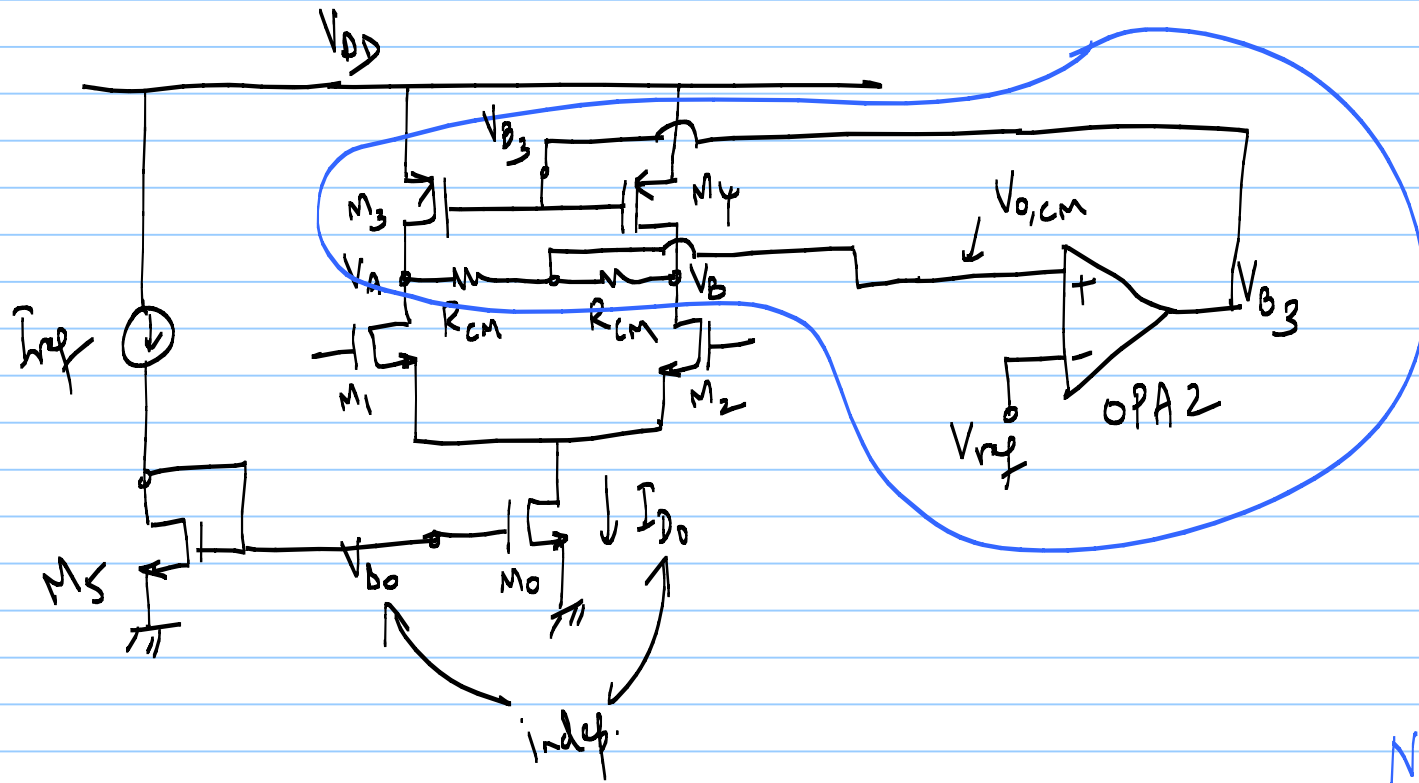 VDD
VB3
M3
M4
VO,CM
VA
VB
+
VB3
RCM
RCM
Iref
M1
M2
-
OPA2
Vref
ID0
M5
Vbo
M0
indep.
N